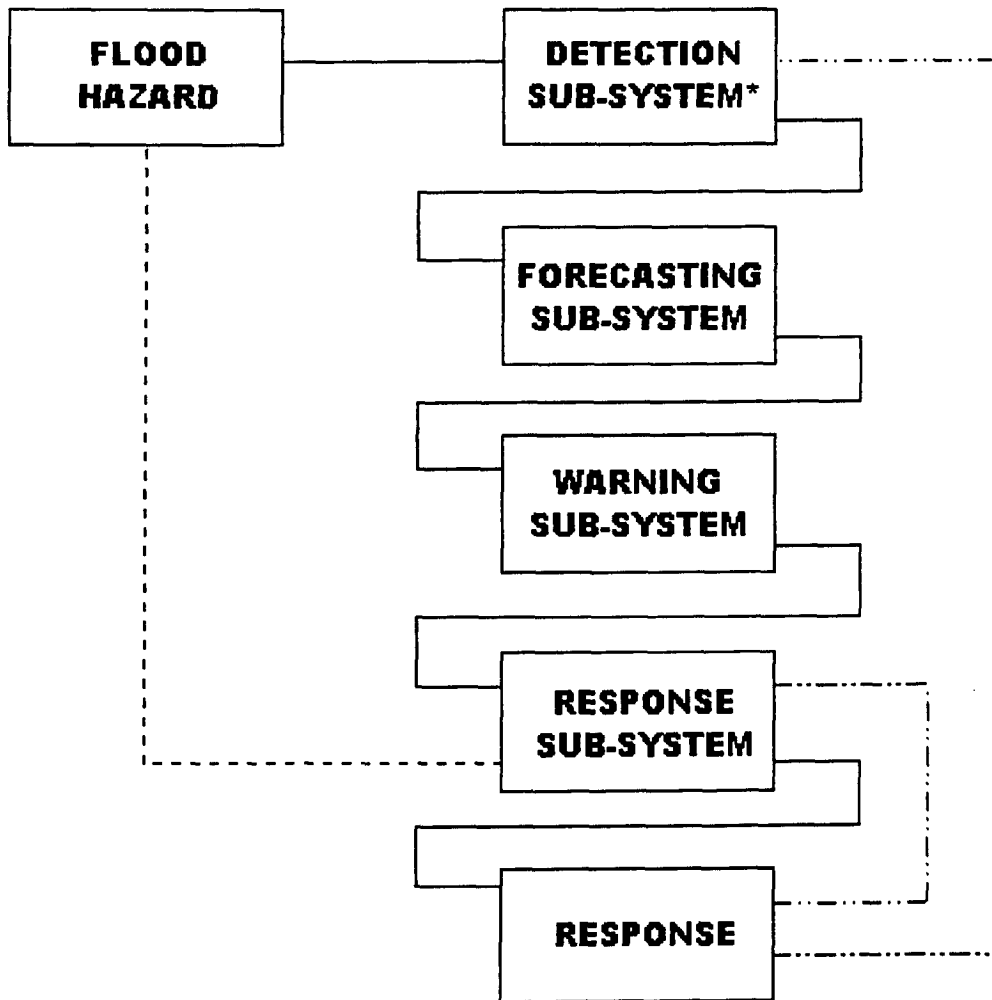 FLOOD
HAZARD
DETECTION
SUB-SYSTEM*
FORECASTING
SUB-SYSTEM
WARNING
SUB-SYSTEM
RESPONSE
SUB-SYSTEM
RESPONSE